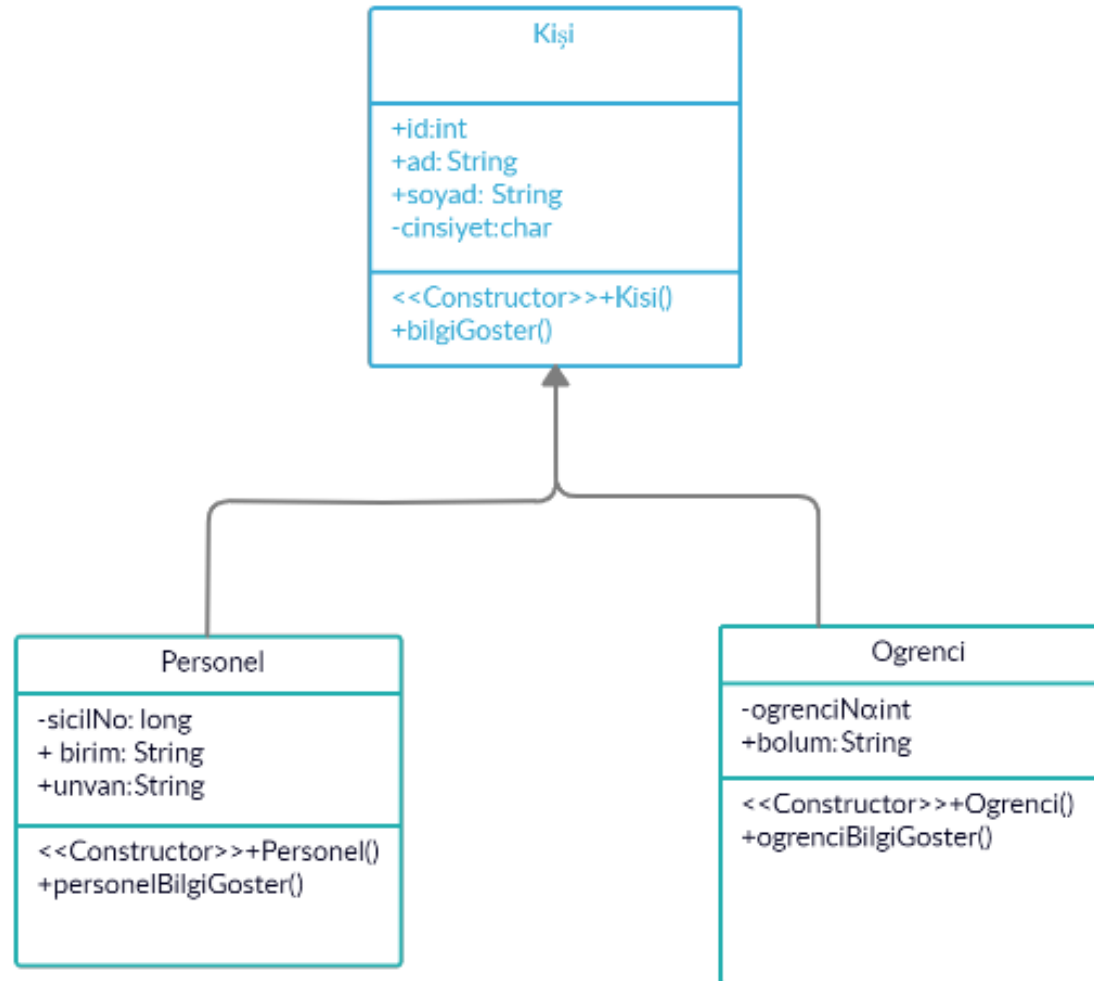 Kişi
+id:int
+ad: String
+soyad: String
-cinsiyet:char
<<Constructor>>+Kisi()
+bilgiGoster()
Personel
-sicilNo: long
+ birim: String
+unvan:String
<<Constructor>>+Personel()
+personelBilgiGoster()
Ogrenci
-ogrenciNo:int
+bolum:String
<<Constructor>>+Ogrenci()
+ogrenciBilgiGoster()